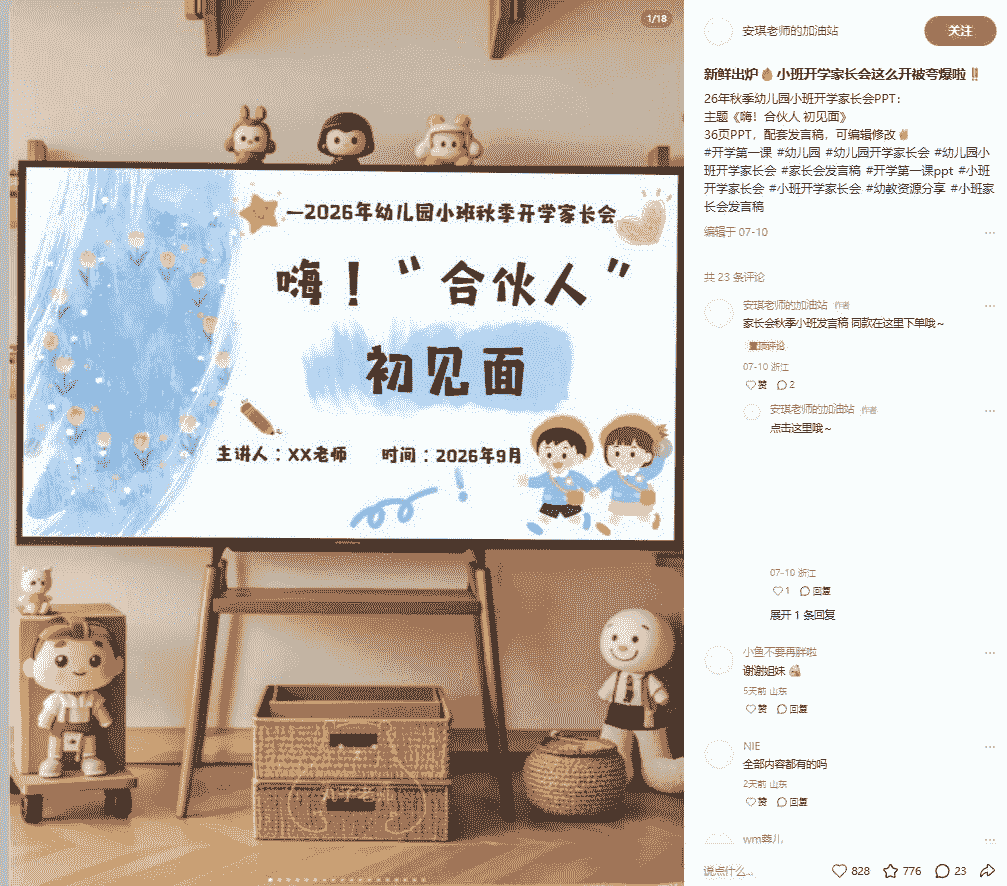 1/18
—2026年幼儿园小班秋季开学家长会
嗨！“合伙人”
初见面
主讲人：XX老师 时间：2026年9月
安琪老师的加油站
关注
新鲜出炉🔥小班开学家长会这么开被夸爆啦‼️
26年秋季幼儿园小班开学家长会PPT：
主题《嗨！合伙人 初见面》
36页PPT，配套发言稿，可编辑修改✌
#开学第一课 #幼儿园 #幼儿园开学家长会 #幼儿园小
班开学家长会 #家长会发言稿 #开学第一课ppt #小班
开学家长会 #小班开学家长会 #幼教资源分享 #小班家
长会发言稿
编辑于 07-10
共 23 条评论
安琪老师的加油站 作者
家长会秋季小班发言稿 同款在这里下单哦~
置顶评论
07-10 浙江
赞 2
安琪老师的加油站 作者
点击这里哦~
07-10 浙江
1 回复
展开 1 条回复
小鱼不要再胖啦
谢谢姐妹
5天前 山东
赞 回复
NIE
全部内容都有的吗
2天前 山东
赞 回复
说点什么...
828 776 23